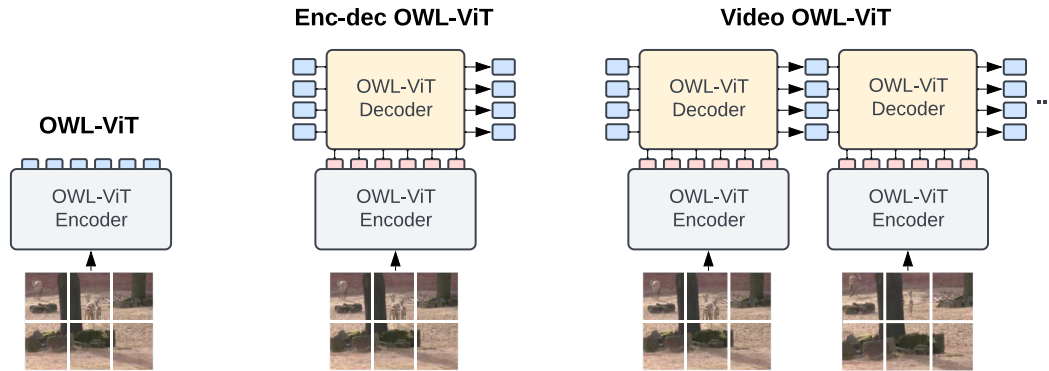 OWL-ViT
OWL-ViT
Encoder
Enc-dec OWL-ViT
OWL-ViT
Decoder
OWL-ViT
Encoder
Video OWL-ViT
OWL-ViT
Decoder
OWL-ViT
Decoder
OWL-ViT
Encoder
OWL-ViT
Encoder
..